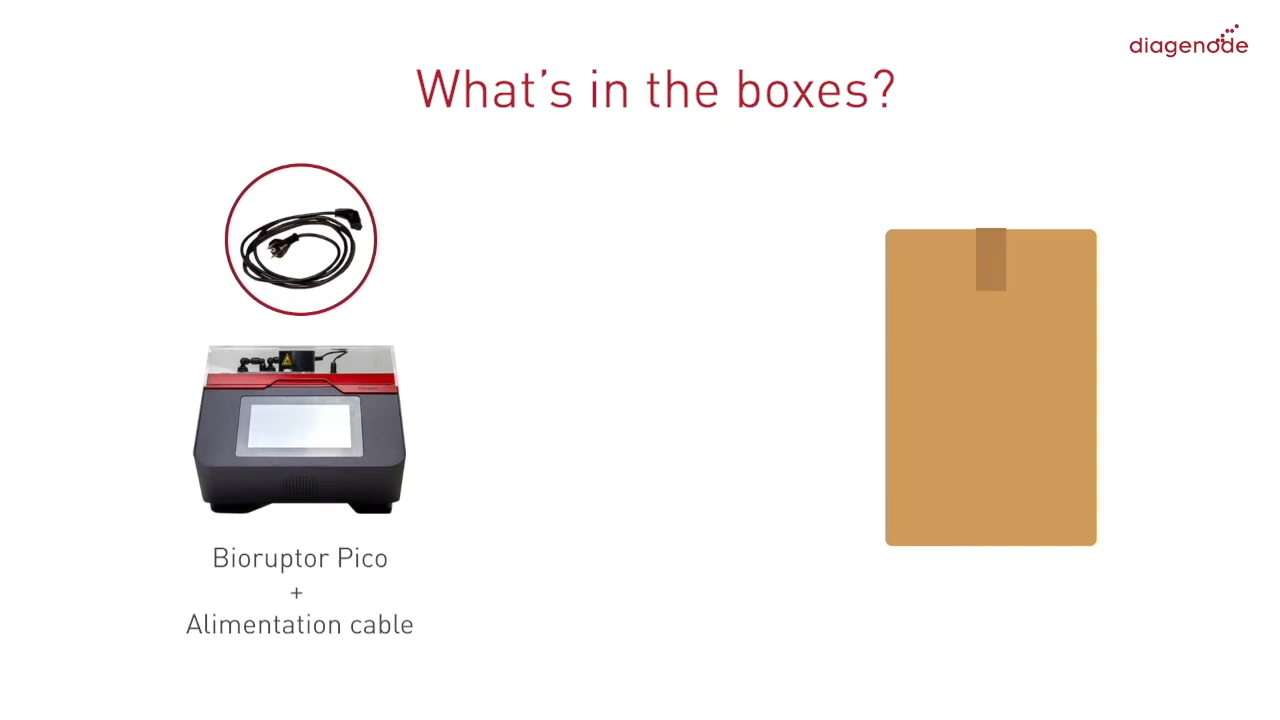 diagenode
What's in the boxes?
Bioruptor Pico
+
Alimentation cable